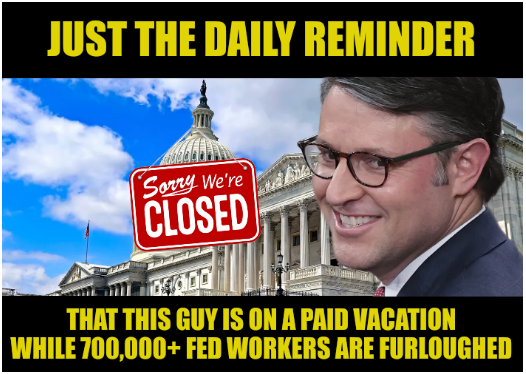 JUST THE DAILY REMINDER
Sorry We're
CLOSED
THAT THIS GUY IS ON A PAID VACATION
WHILE 700,000+ FED WORKERS ARE FURLOUGHED